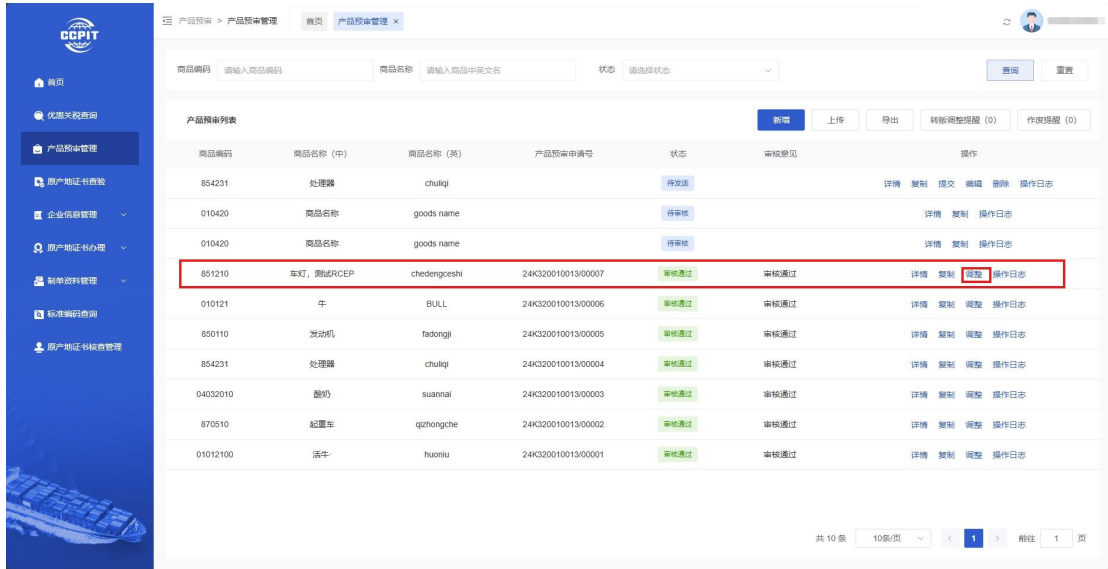 CCPIT
首页
优惠关税查询
产品预审管理
原产地证书查验
企业信息管理
原产地证书办理
制单资料管理
标准编码查询
原产地证书核查管理
产品预审 > 产品预审管理 首页 产品预审管理 ×
商品编码 请输入商品编码 商品名称 请输入商品中英文名 状态 请选择状态 查询 重置
产品预审列表 新增 上传 导出 转版调整提醒（0） 作废提醒（0）
商品编码 商品名称（中） 商品名称（英） 产品预审申请号 状态 审核意见 操作
854231 处理器 chuliqi 待发送 详情 复制 提交 编辑 删除 操作日志
010420 商品名称 goods name 待审核 详情 复制 操作日志
010420 商品名称 goods name 待审核 详情 复制 操作日志
851210 车灯，测试RCEP chedengceshi 24K320010013/00007 审核通过 审核通过 详情 复制 调整 操作日志
010121 牛 BULL 24K320010013/00006 审核通过 审核通过 详情 复制 调整 操作日志
850110 发动机 fadongji 24K320010013/00005 审核通过 审核通过 详情 复制 调整 操作日志
854231 处理器 chuliqi 24K320010013/00004 审核通过 审核通过 详情 复制 调整 操作日志
04032010 酸奶 suannai 24K320010013/00003 审核通过 审核通过 详情 复制 调整 操作日志
870510 起重车 qizhongche 24K320010013/00002 审核通过 审核通过 详情 复制 调整 操作日志
01012100 活牛 huoniu 24K320010013/00001 审核通过 审核通过 详情 复制 调整 操作日志
共 10 条 10条/页 < 1 > 前往 1 页